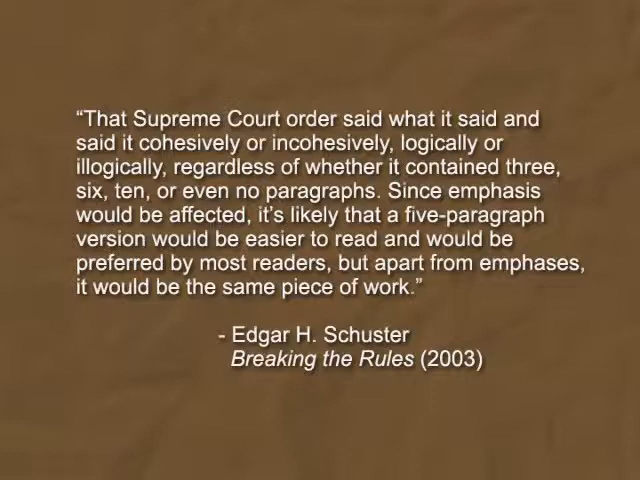 “That Supreme Court order said what it said and
said it cohesively or incohesively, logically or
illogically, regardless of whether it contained three,
six, ten, or even no paragraphs. Since emphasis
would be affected, it’s likely that a five-paragraph
version would be easier to read and would be
preferred by most readers, but apart from emphases,
it would be the same piece of work.”
- Edgar H. Schuster
Breaking the Rules (2003)